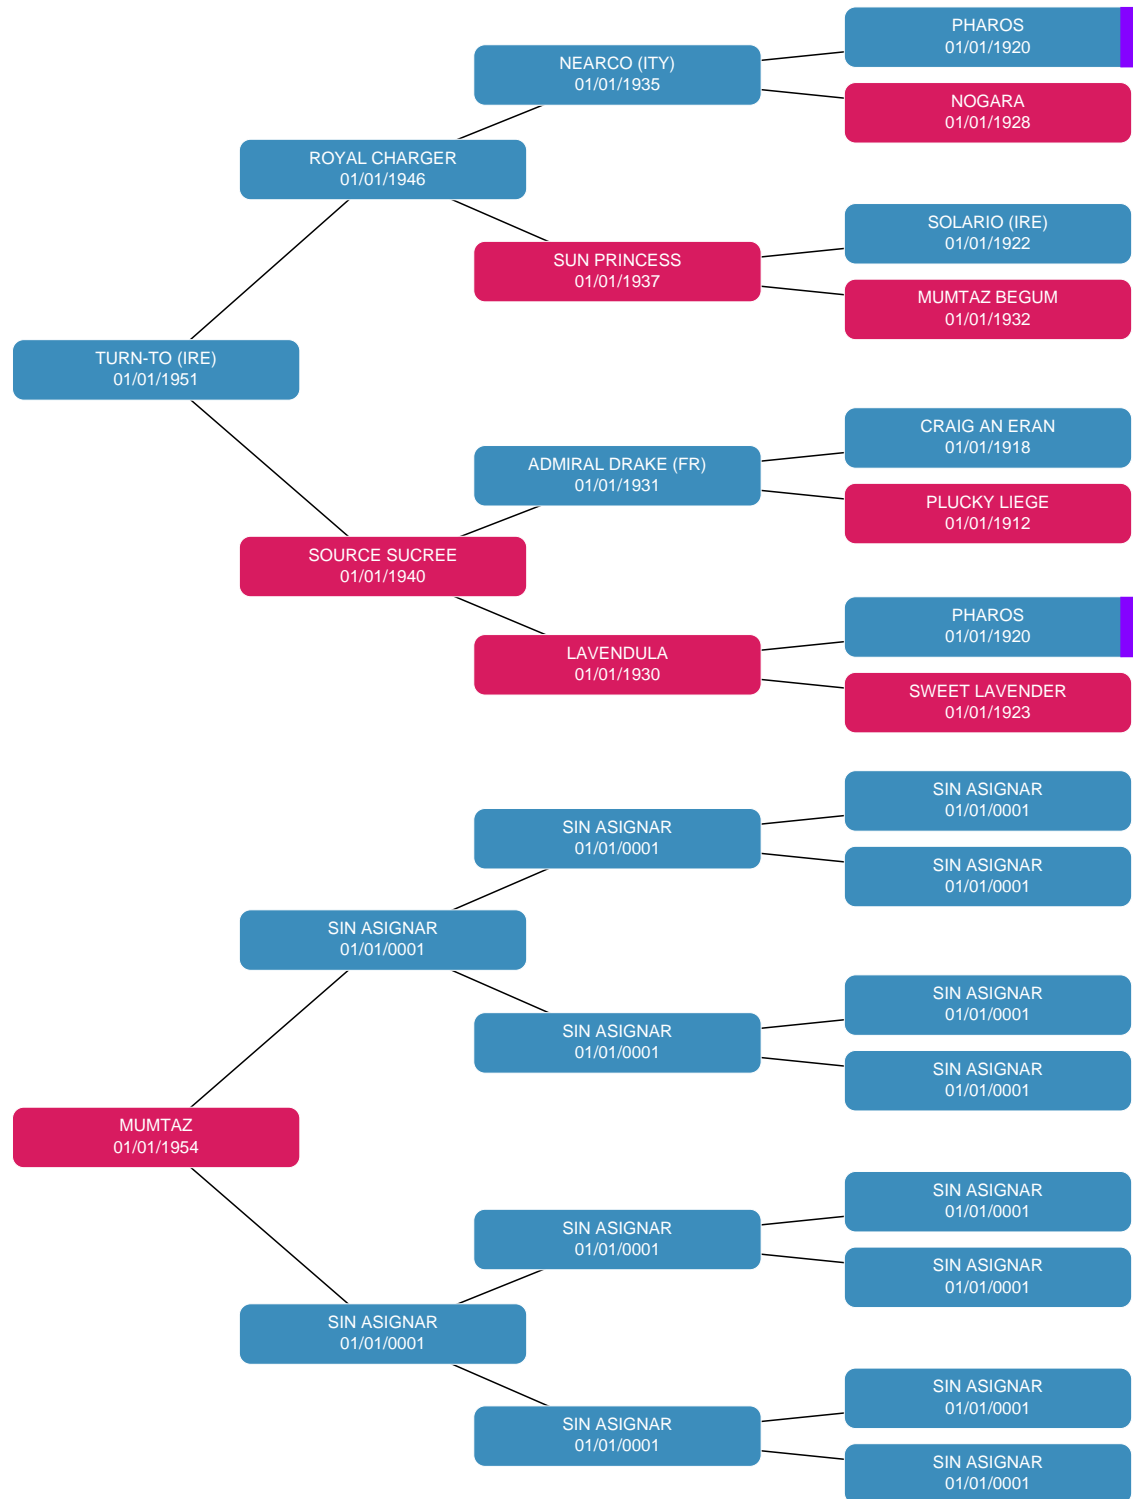 PHAROS
01/01/1920
NEARCO (ITY)
01/01/1935
NOGARA
01/01/1928
ROYAL CHARGER
01/01/1946
SOLARIO (IRE)
01/01/1922
SUN PRINCESS
01/01/1937
MUMTAZ BEGUM
01/01/1932
TURN-TO (IRE)
01/01/1951
CRAIG AN ERAN
01/01/1918
ADMIRAL DRAKE (FR)
01/01/1931
PLUCKY LIEGE
01/01/1912
SOURCE SUCREE
01/01/1940
PHAROS
01/01/1920
LAVENDULA
01/01/1930
SWEET LAVENDER
01/01/1923
SIN ASIGNAR
01/01/0001
SIN ASIGNAR
01/01/0001
SIN ASIGNAR
01/01/0001
SIN ASIGNAR
01/01/0001
SIN ASIGNAR
01/01/0001
SIN ASIGNAR
01/01/0001
SIN ASIGNAR
01/01/0001
MUMTAZ
01/01/1954
SIN ASIGNAR
01/01/0001
SIN ASIGNAR
01/01/0001
SIN ASIGNAR
01/01/0001
SIN ASIGNAR
01/01/0001
SIN ASIGNAR
01/01/0001
SIN ASIGNAR
01/01/0001
SIN ASIGNAR
01/01/0001